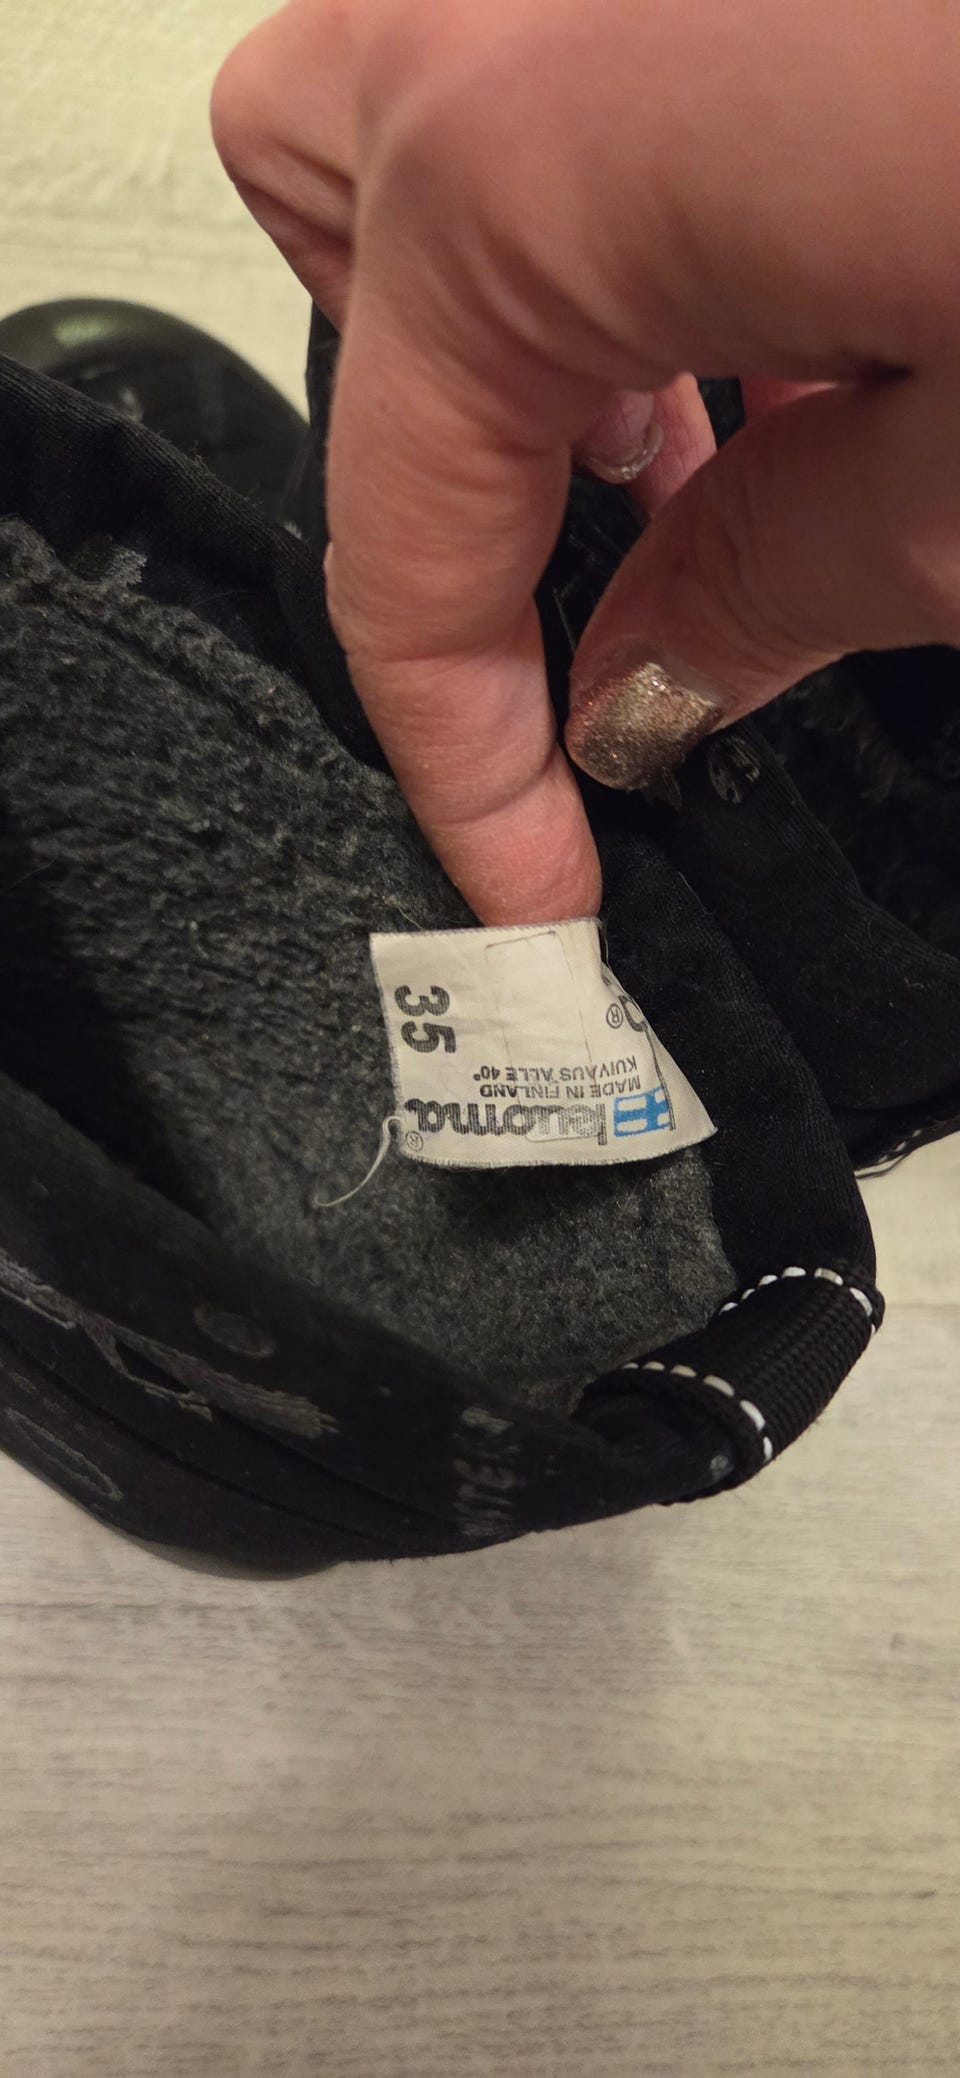 kuoma®
MADE IN FINLAND
KUIVAUS ALLE 40°
®
35